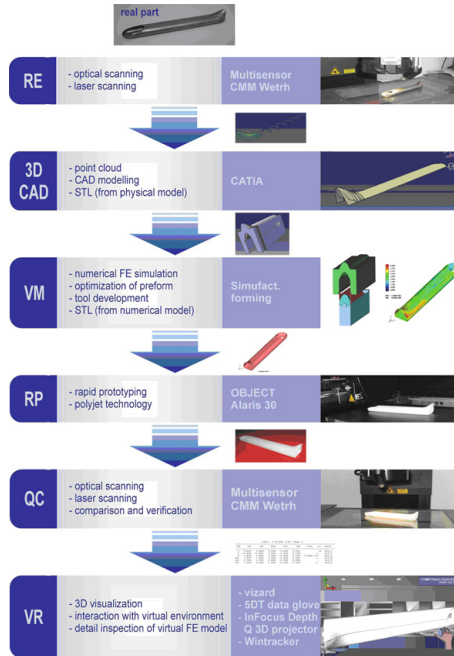 real part
RE
- optical scanning
- laser scanning
Multisensor
CMM Wetrh
3D
CAD
- point cloud
- CAD modelling
- STL (from physical model)
CATIA
VM
- numerical FE simulation
- optimization of preform
- tool development
- STL (from numerical model)
Simufact.
forming
RP
- rapid prototyping
- polyjet technology
OBJECT
Alaris 30
QC
- optical scanning
- laser scanning
- comparison and verification
Multisensor
CMM Wetrh
VR
- 3D visualization
- interaction with virtual environment
- detail inspection of virtual FE model
- vizard
- 5DT data glove
- InFocus Depth
Q 3D projector
- Wintracker